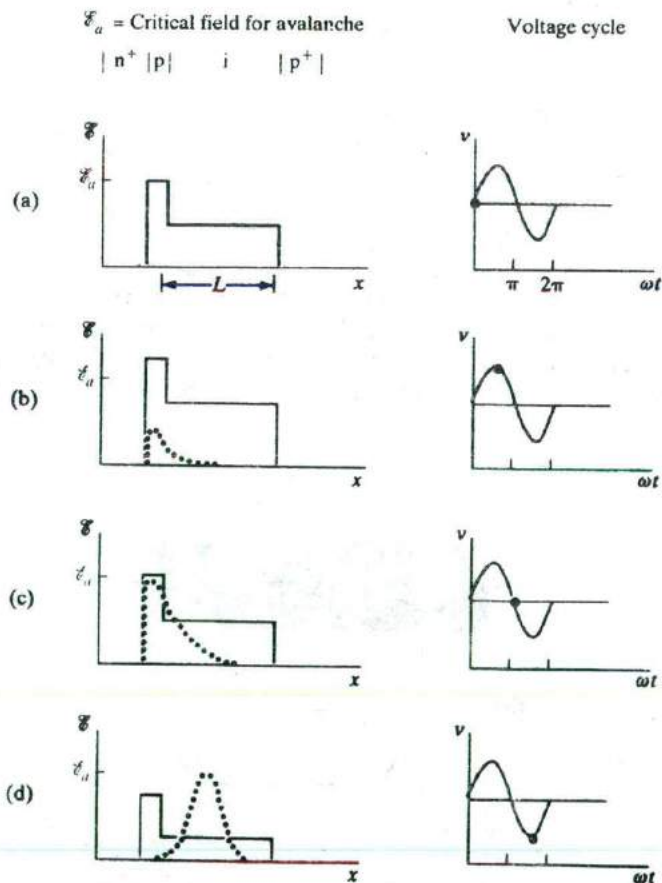 ℰa = Critical field for avalanche
Voltage cycle
| n+ | p | i | p+ |
(a)
ℰ
ℰa
L
x
v
π
2π
ωt
(b)
ℰ
ℰa
x
v
ωt
(c)
ℰ
ℰa
x
v
ωt
(d)
ℰ
ℰa
x
v
ωt